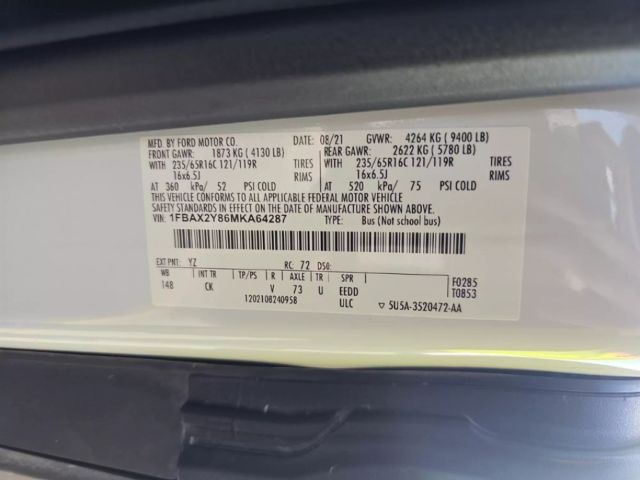 MFD. BY FORD MOTOR CO. DATE: 08/21 GVWR: 4264 KG ( 9400 LB)
FRONT GAWR: 1873 KG ( 4130 LB) REAR GAWR: 2622 KG ( 5780 LB)
WITH 235/65R16C 121/119R TIRES WITH 235/65R16C 121/119R TIRES
16x6.5J RIMS 16x6.5J RIMS
AT 360 kPa/ 52 PSI COLD AT 520 kPa/ 75 PSI COLD
THIS VEHICLE CONFORMS TO ALL APPLICABLE FEDERAL MOTOR VEHICLE
SAFETY STANDARDS IN EFFECT ON THE DATE OF MANUFACTURE SHOWN ABOVE.
VIN: 1FBAX2Y86MKA64287 TYPE: Bus (Not school bus)
EXT PNT: YZ RC: 72 DSO:
WB INT TR TP/PS R AXLE TR SPR F0285
148 CK V 73 U EEDD T0853
12021082409​5B ULC 5U5A-3520472-AA